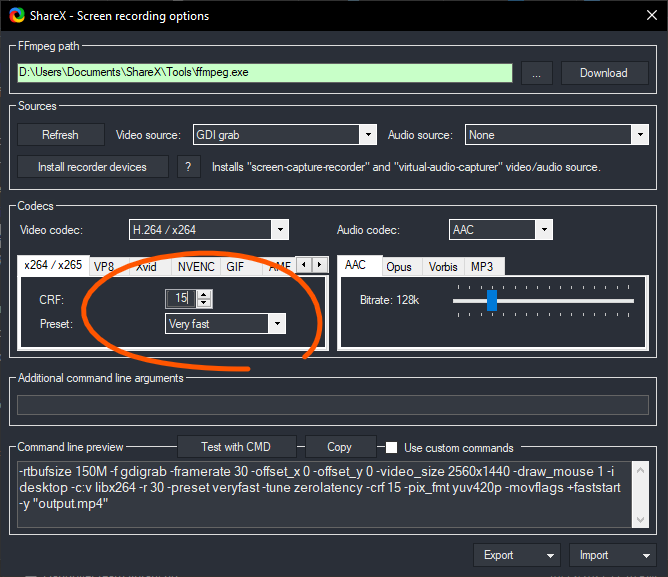 ShareX - Screen recording options
FFmpeg path
D:\Users\Documents\ShareX\Tools\ffmpeg.exe
... Download
Sources
Refresh Video source: GDI grab Audio source: None
Install recorder devices ? Installs "screen-capture-recorder" and "virtual-audio-capturer" video/audio source.
Codecs
Video codec: H.264 / x264 Audio codec: AAC
x264 / x265 VP8 Xvid NVENC GIF AMF AAC Opus Vorbis MP3
CRF: 15 Bitrate: 128k
Preset: Very fast
Additional command line arguments
Command line preview Test with CMD Copy Use custom commands
-rtbufsize 150M -f gdigrab -framerate 30 -offset_x 0 -offset_y 0 -video_size 2560x1440 -draw_mouse 1 -i
desktop -c:v libx264 -r 30 -preset veryfast -tune zerolatency -crf 15 -pix_fmt yuv420p -movflags +faststart
-y "output.mp4"
Export Import